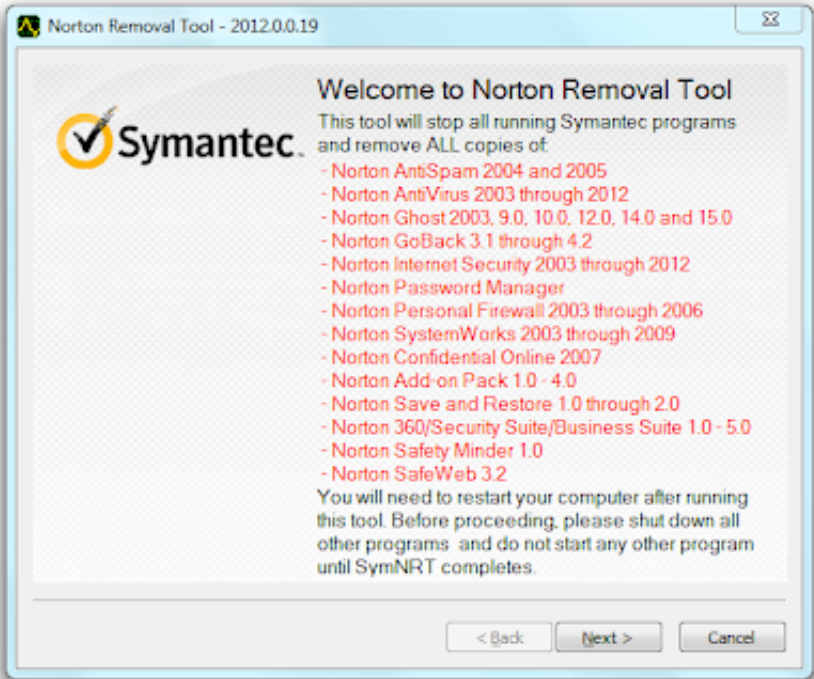 Norton Removal Tool - 2012.0.0.19
Symantec.
Welcome to Norton Removal Tool
This tool will stop all running Symantec programs
and remove ALL copies of:
- Norton AntiSpam 2004 and 2005
- Norton AntiVirus 2003 through 2012
- Norton Ghost 2003, 9.0, 10.0, 12.0, 14.0 and 15.0
- Norton GoBack 3.1 through 4.2
- Norton Internet Security 2003 through 2012
- Norton Password Manager
- Norton Personal Firewall 2003 through 2006
- Norton SystemWorks 2003 through 2009
- Norton Confidential Online 2007
- Norton Add-on Pack 1.0 - 4.0
- Norton Save and Restore 1.0 through 2.0
- Norton 360/Security Suite/Business Suite 1.0 - 5.0
- Norton Safety Minder 1.0
- Norton SafeWeb 3.2
You will need to restart your computer after running
this tool. Before proceeding, please shut down all
other programs and do not start any other program
until SymNRT completes.
< Back Next > Cancel